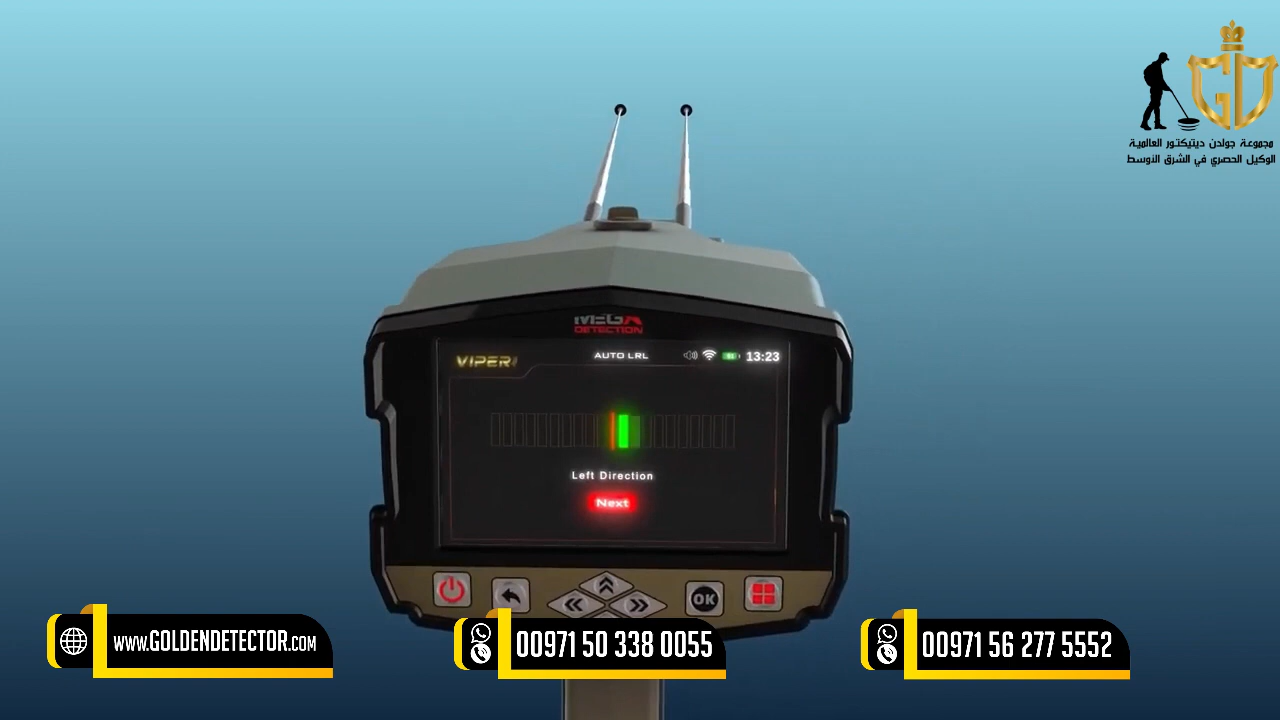 مجموعة جولدن ديتيكتور العالمية
الوكيل الحصري في الشرق الأوسط
MEGA
DETECTION
VIPER
AUTO LRL
13:23
Left Direction
Next
OK
www.GOLDENDETECTOR.com
00971 50 338 0055
00971 56 277 5552